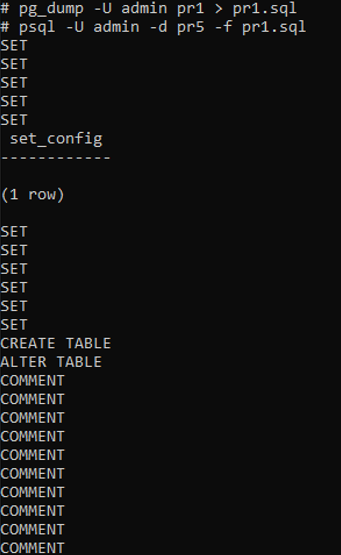 # pg_dump -U admin pr1 > pr1.sql
# psql -U admin -d pr5 -f pr1.sql
SET
SET
SET
SET
SET
 set_config
------------

(1 row)

SET
SET
SET
SET
SET
SET
CREATE TABLE
ALTER TABLE
COMMENT
COMMENT
COMMENT
COMMENT
COMMENT
COMMENT
COMMENT
COMMENT
COMMENT
COMMENT